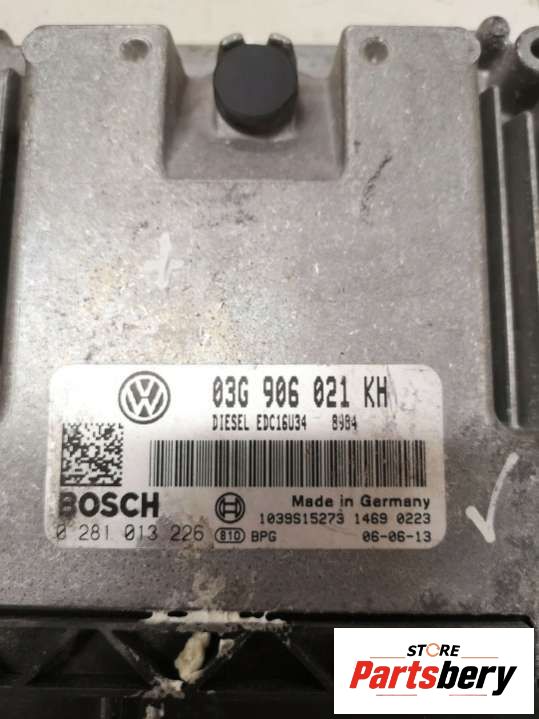 03G 906 021 KH
DIESEL EDC16U34 8984
BOSCH
Made in Germany
1039S15273 1469 0223
0 281 013 226 810 BPG 06-06-13
STORE
Partsbery